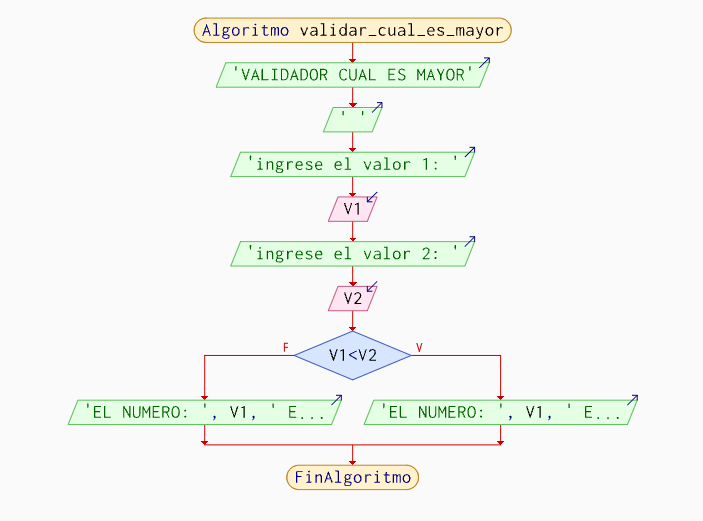 Algoritmo validar_cual_es_mayor
'VALIDADOR CUAL ES MAYOR'
' '
'ingrese el valor 1: '
V1
'ingrese el valor 2: '
V2
F
V1<V2
V
'EL NUMERO: ', V1, ' E...
'EL NUMERO: ', V1, ' E...
FinAlgoritmo